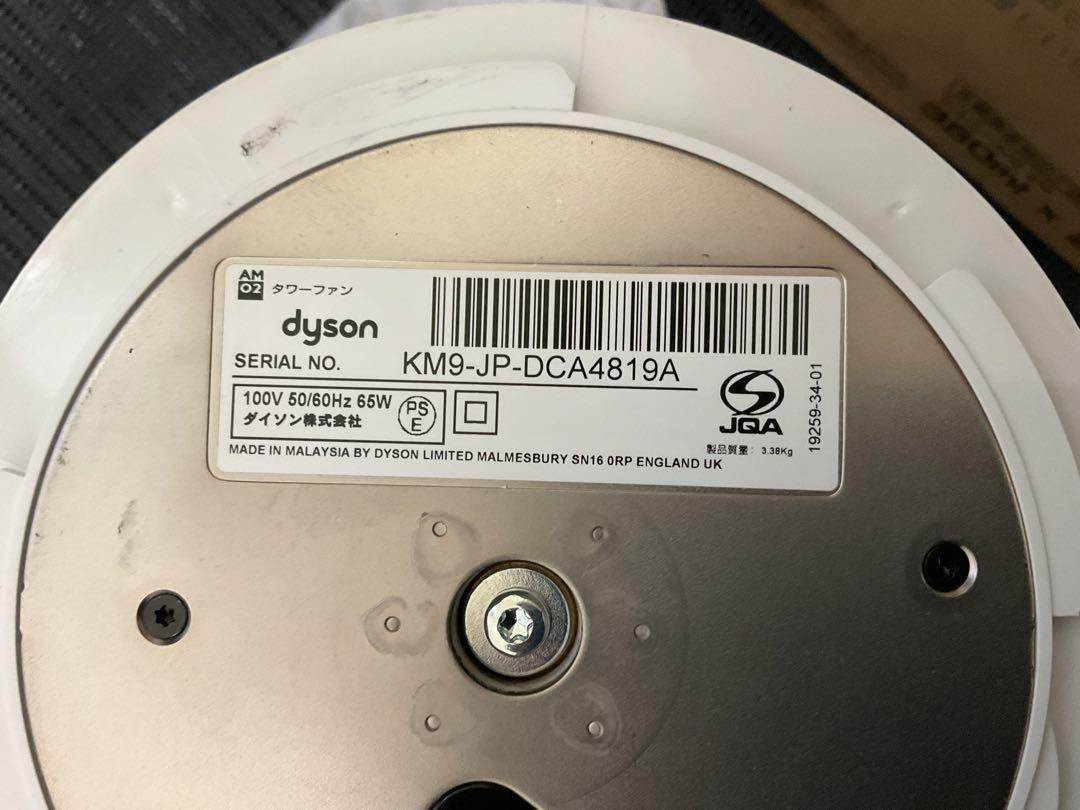 AM
02
タワーファン
dyson
SERIAL NO. KM9-JP-DCA4819A
100V 50/60Hz 65W
ダイソン株式会社
PS
E
JQA
製品質量: 3.38Kg
19259-34-01
MADE IN MALAYSIA BY DYSON LIMITED MALMESBURY SN16 0RP ENGLAND UK